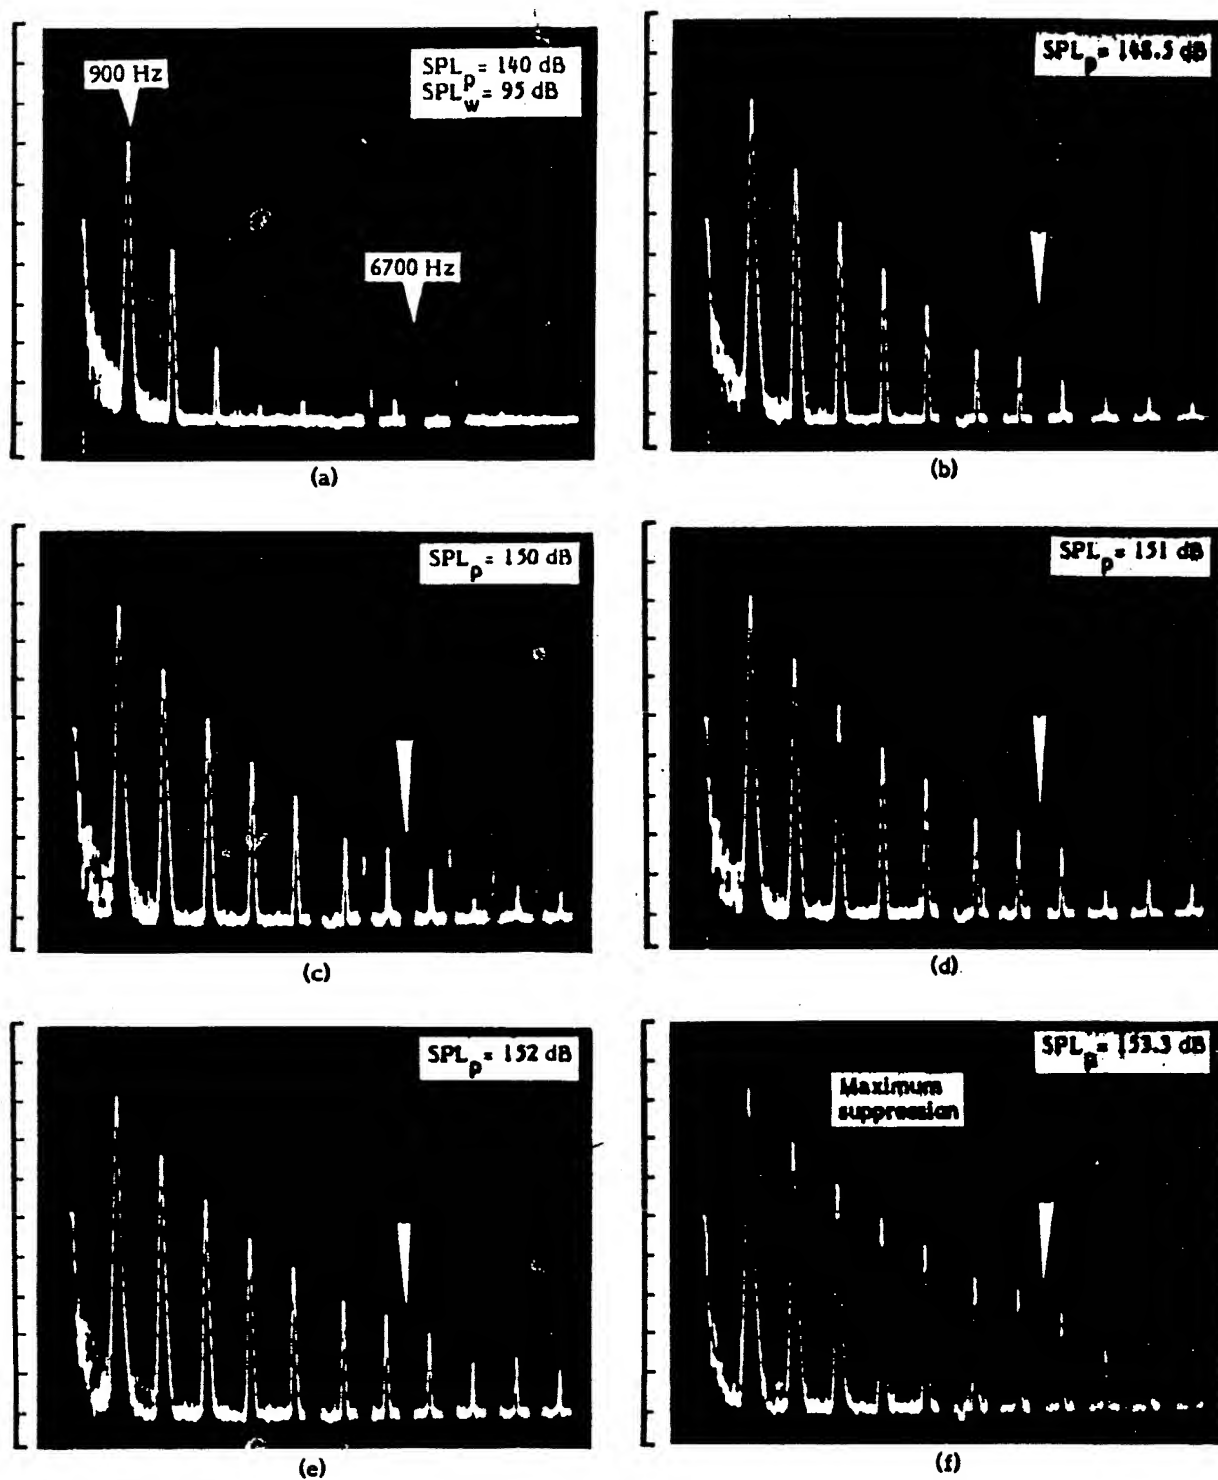 900 Hz
SPLp = 140 dB
SPLw = 95 dB
6700 Hz
(a)
SPLp = 148.5 dB
(b)
SPLp = 150 dB
(c)
SPLp = 151 dB
(d)
SPLp = 152 dB
(e)
SPLp = 153.3 dB
Maximum
suppression
(f)